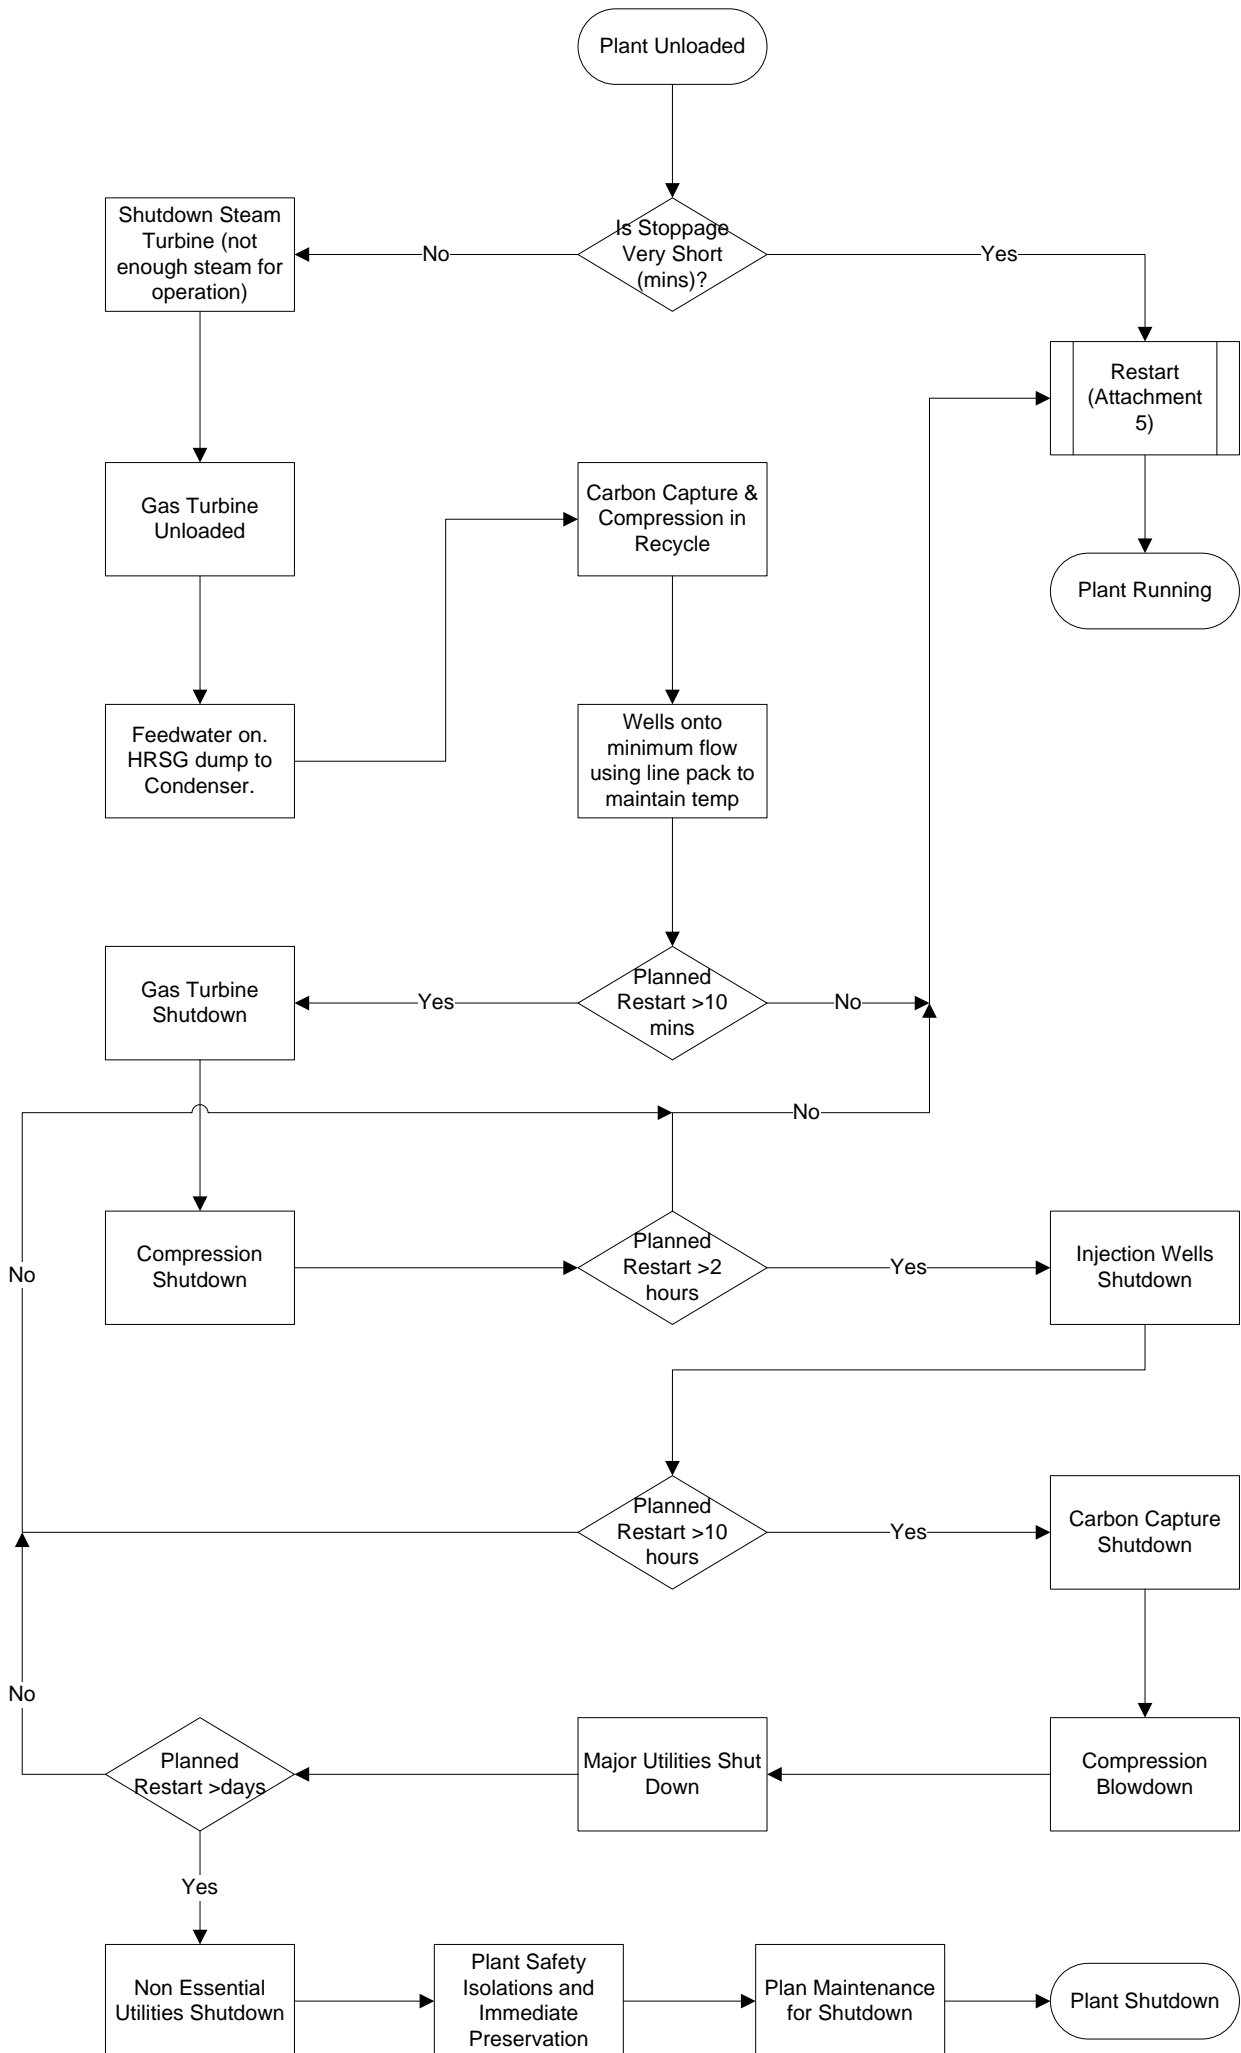 Plant Unloaded
Is Stoppage
Very Short
(mins)?
No
Yes
Shutdown Steam
Turbine (not
enough steam for
operation)
Restart
(Attachment
5)
Gas Turbine
Unloaded
Carbon Capture &
Compression in
Recycle
Plant Running
Feedwater on.
HRSG dump to
Condenser.
Wells onto
minimum flow
using line pack to
maintain temp
Gas Turbine
Shutdown
Yes
Planned
Restart >10
mins
No
No
Compression
Shutdown
Planned
Restart >2
hours
Yes
Injection Wells
Shutdown
No
Planned
Restart >10
hours
Yes
Carbon Capture
Shutdown
No
Planned
Restart >days
Major Utilities Shut
Down
Compression
Blowdown
Yes
Non Essential
Utilities Shutdown
Plant Safety
Isolations and
Immediate
Preservation
Plan Maintenance
for Shutdown
Plant Shutdown